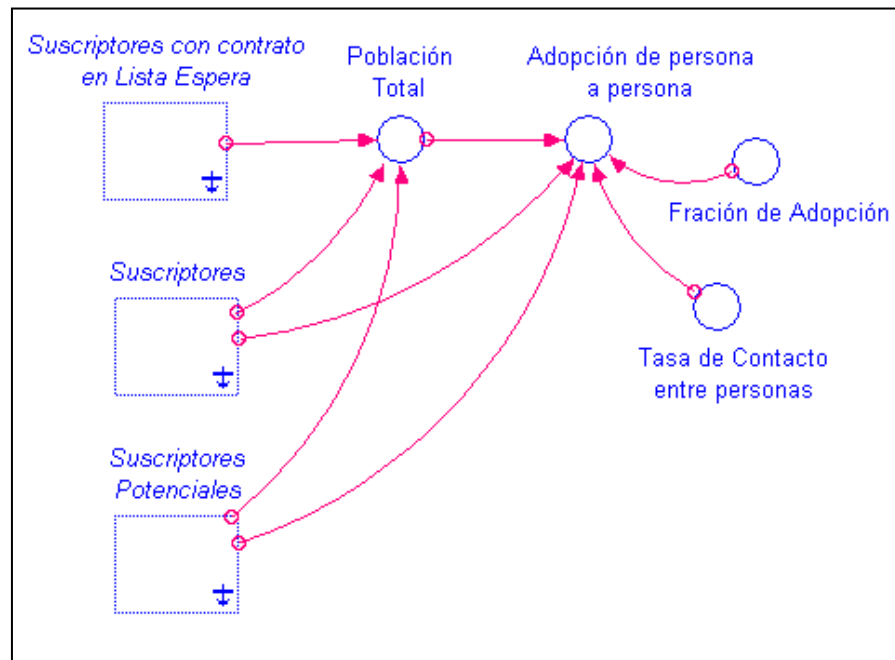 Suscriptores con contrato
en Lista Espera
Población
Total
Adopción de persona
a persona
Fración de Adopción
Suscriptores
Tasa de Contacto
entre personas
Suscriptores
Potenciales